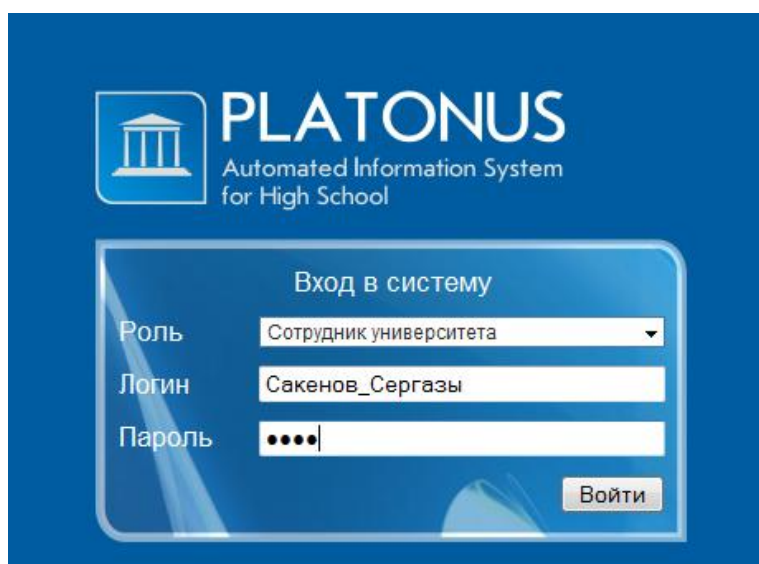 PLATONUS
Automated Information System
for High School
Вход в систему
Роль
Сотрудник университета
Логин
Сакенов_Сергазы
Пароль
••••
Войти